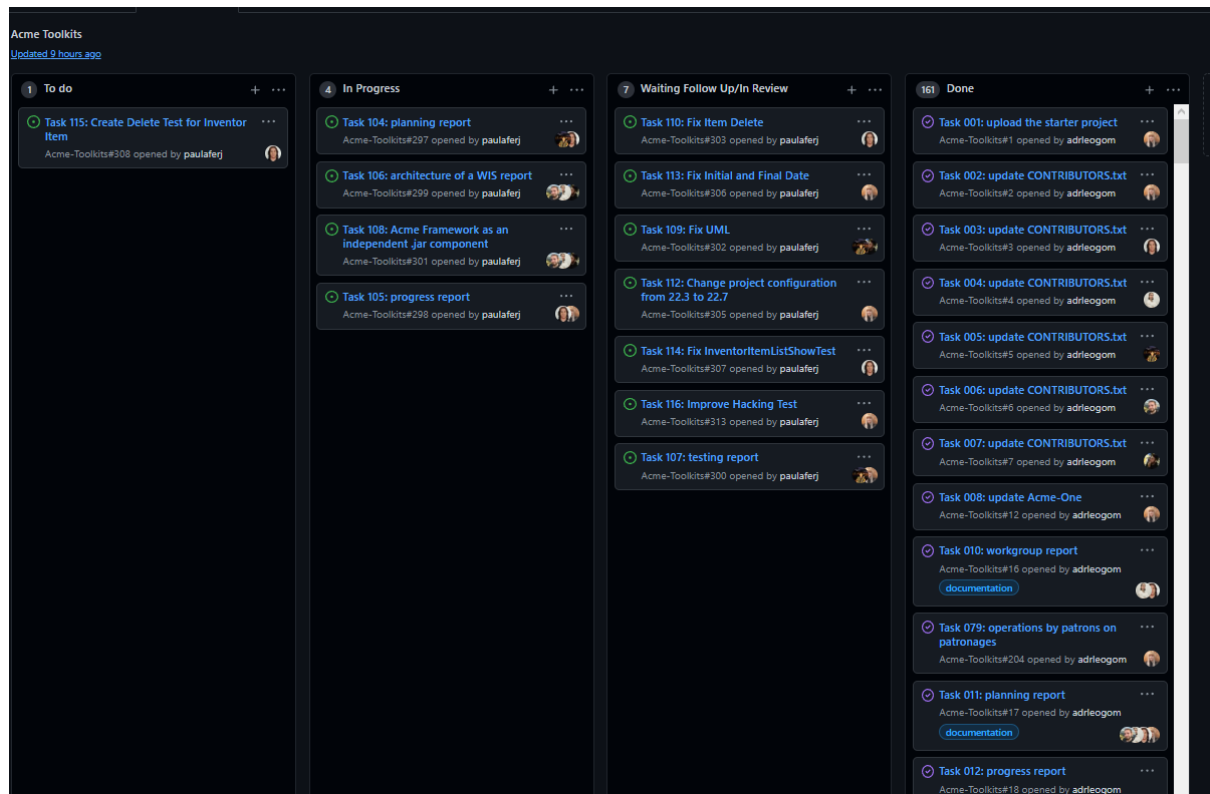 Acme Toolkits
Updated 9 hours ago
1 To do
Task 115: Create Delete Test for Inventor
Item
Acme-Toolkits#308 opened by paulaferj
4 In Progress
Task 104: planning report
Acme-Toolkits#297 opened by paulaferj
Task 106: architecture of a WIS report
Acme-Toolkits#299 opened by paulaferj
Task 108: Acme Framework as an
independent .jar component
Acme-Toolkits#301 opened by paulaferj
Task 105: progress report
Acme-Toolkits#298 opened by paulaferj
7 Waiting Follow Up/In Review
Task 110: Fix Item Delete
Acme-Toolkits#303 opened by paulaferj
Task 113: Fix Initial and Final Date
Acme-Toolkits#306 opened by paulaferj
Task 109: Fix UML
Acme-Toolkits#302 opened by paulaferj
Task 112: Change project configuration
from 22.3 to 22.7
Acme-Toolkits#305 opened by paulaferj
Task 114: Fix InventorItemListShowTest
Acme-Toolkits#307 opened by paulaferj
Task 116: Improve Hacking Test
Acme-Toolkits#313 opened by paulaferj
Task 107: testing report
Acme-Toolkits#300 opened by paulaferj
161 Done
Task 001: upload the starter project
Acme-Toolkits#1 opened by adrleogom
Task 002: update CONTRIBUTORS.txt
Acme-Toolkits#2 opened by adrleogom
Task 003: update CONTRIBUTORS.txt
Acme-Toolkits#3 opened by adrleogom
Task 004: update CONTRIBUTORS.txt
Acme-Toolkits#4 opened by adrleogom
Task 005: update CONTRIBUTORS.txt
Acme-Toolkits#5 opened by adrleogom
Task 006: update CONTRIBUTORS.txt
Acme-Toolkits#6 opened by adrleogom
Task 007: update CONTRIBUTORS.txt
Acme-Toolkits#7 opened by adrleogom
Task 008: update Acme-One
Acme-Toolkits#12 opened by adrleogom
Task 010: workgroup report
Acme-Toolkits#16 opened by adrleogom
documentation
Task 079: operations by patrons on
patronages
Acme-Toolkits#204 opened by adrleogom
Task 011: planning report
Acme-Toolkits#17 opened by adrleogom
documentation
Task 012: progress report
Acme-Toolkits#18 opened by adrleogom